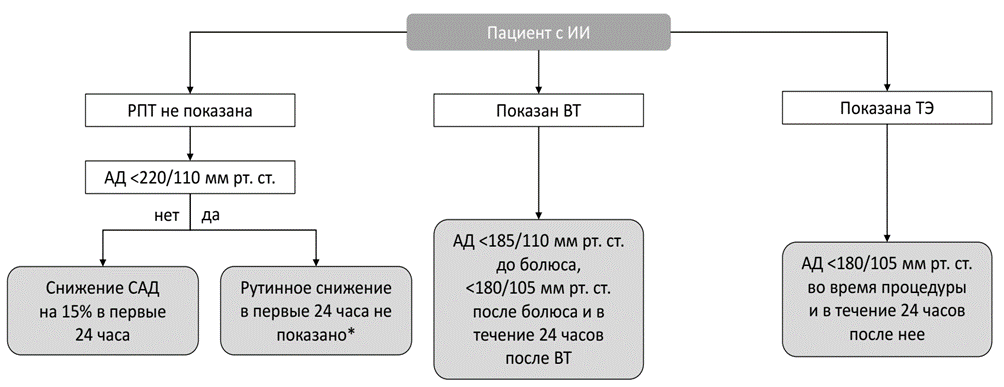 Пациент с ИИ
РПТ не показана
Показан ВТ
Показана ТЭ
АД <220/110 мм рт. ст.
нет
да
Снижение САД
на 15% в первые
24 часа
Рутинное снижение
в первые 24 часа не
показано*
АД <185/110 мм рт. ст.
до болюса,
<180/105 мм рт. ст.
после болюса и в
течение 24 часов
после ВТ
АД <180/105 мм рт. ст.
во время процедуры
и в течение 24 часов
после нее